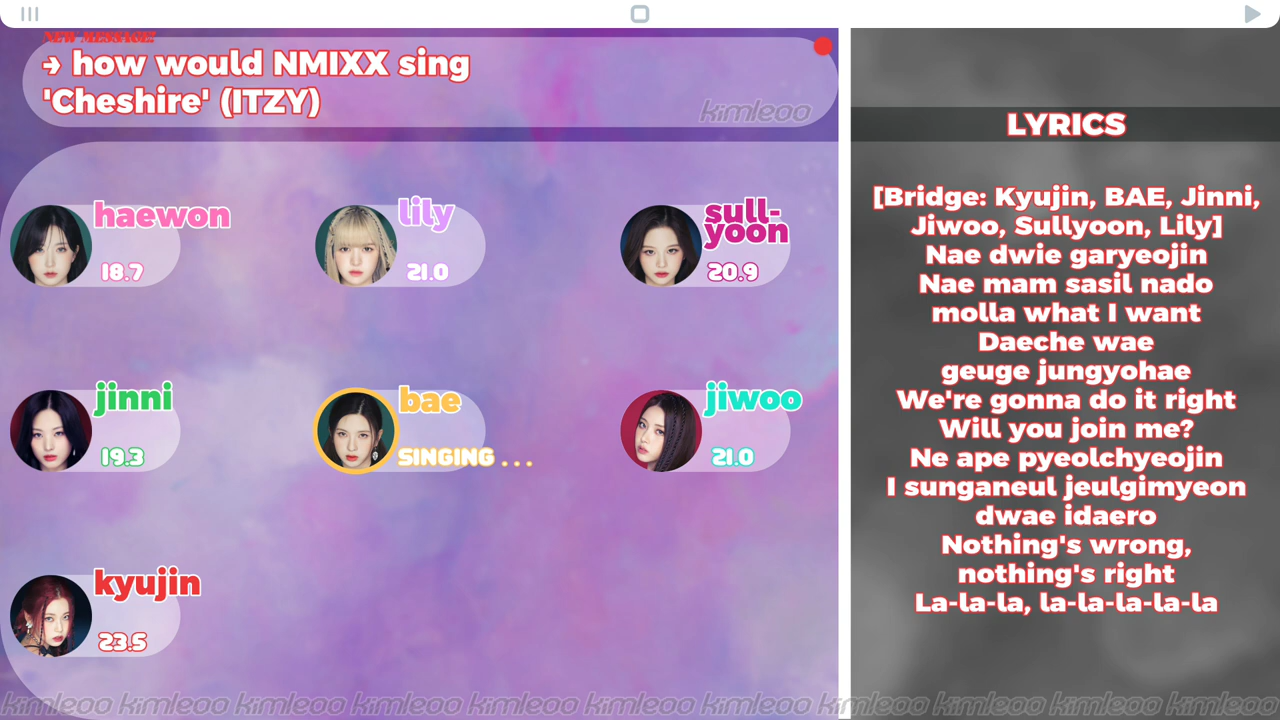 NEW MESSAGE!
→ how would NMIXX sing
'Cheshire' (ITZY)
kimleoo
haewon
18.7
lily
21.0
sull-
yoon
20.9
jinni
19.3
bae
SINGING . . .
jiwoo
21.0
kyujin
23.5
LYRICS
[Bridge: Kyujin, BAE, Jinni,
Jiwoo, Sullyoon, Lily]
Nae dwie garyeojin
Nae mam sasil nado
molla what I want
Daeche wae
geuge jungyohae
We're gonna do it right
Will you join me?
Ne ape pyeolchyeojin
I sunganeul jeulgimyeon
dwae idaero
Nothing's wrong,
nothing's right
La-la-la, la-la-la-la-la
kimleoo kimleoo kimleoo kimleoo kimleoo kimleoo kimleoo kimleoo kimleoo kimleoo kimleoo